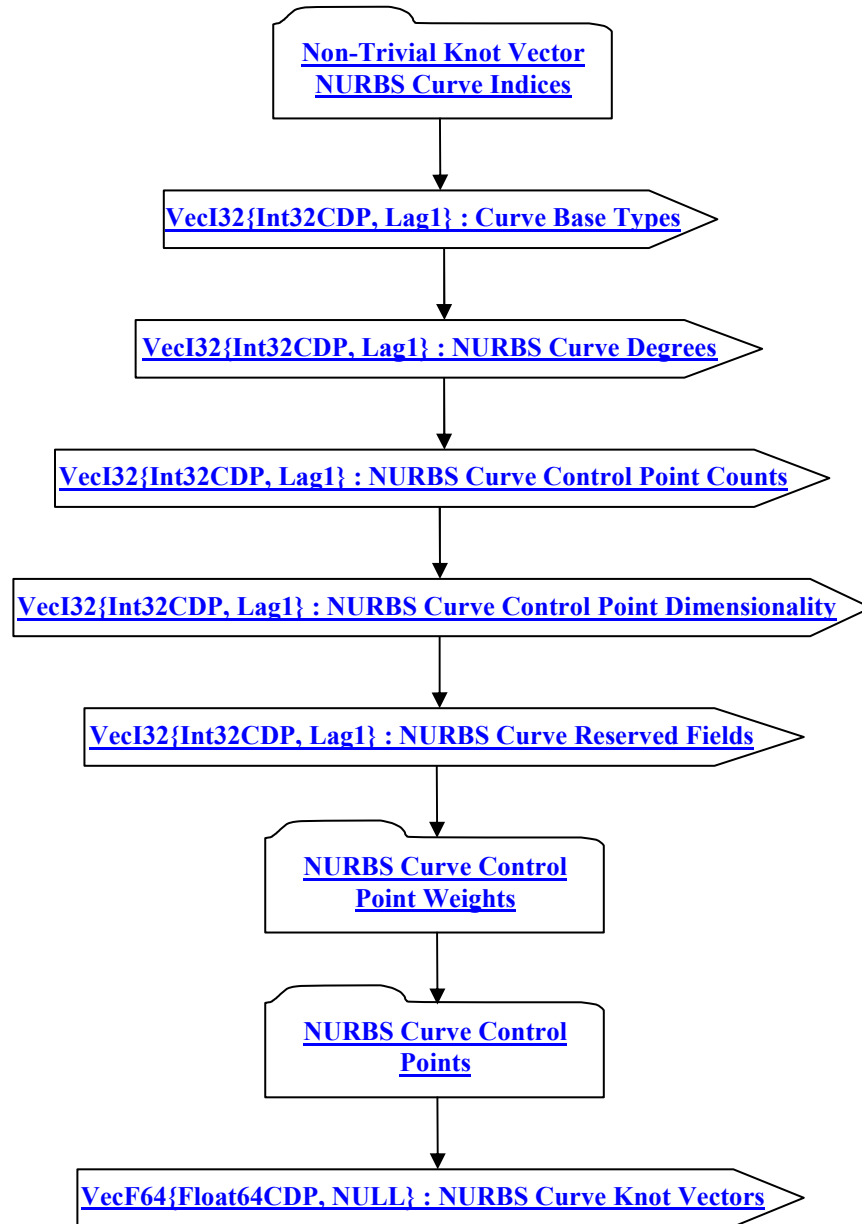 Non-Trivial Knot Vector
NURBS Curve Indices
VecI32{Int32CDP, Lag1} : Curve Base Types
VecI32{Int32CDP, Lag1} : NURBS Curve Degrees
VecI32{Int32CDP, Lag1} : NURBS Curve Control Point Counts
VecI32{Int32CDP, Lag1} : NURBS Curve Control Point Dimensionality
VecI32{Int32CDP, Lag1} : NURBS Curve Reserved Fields
NURBS Curve Control
Point Weights
NURBS Curve Control
Points
VecF64{Float64CDP, NULL} : NURBS Curve Knot Vectors